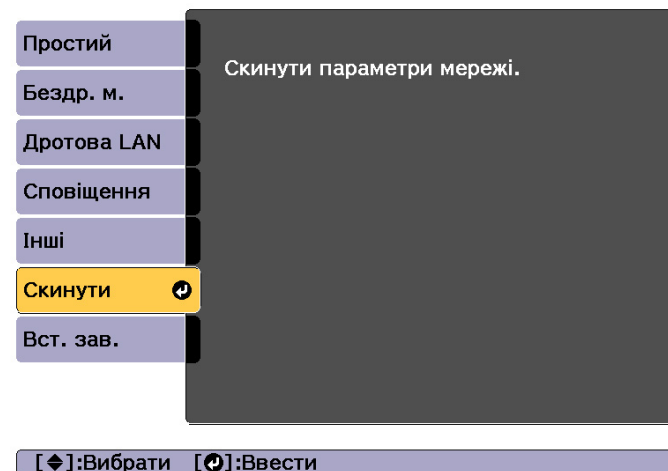 Простий
Скинути параметри мережі.
Бездр. м.
Дротова LAN
Сповіщення
Інші
Скинути
Вст. зав.
[]:Вибрати []:Ввести